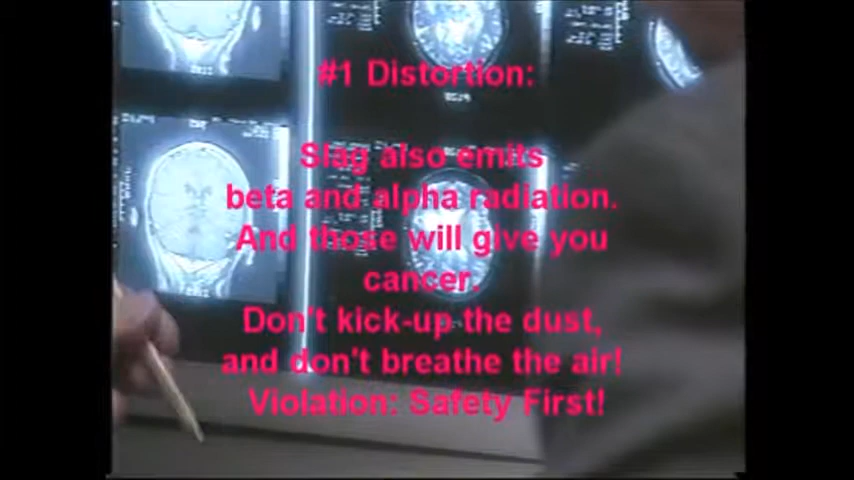 #1 Distortion:
Slag also emits
beta and alpha radiation.
And those will give you
cancer.
Don't kick-up the dust,
and don't breathe the air!
Violation: Safety First!